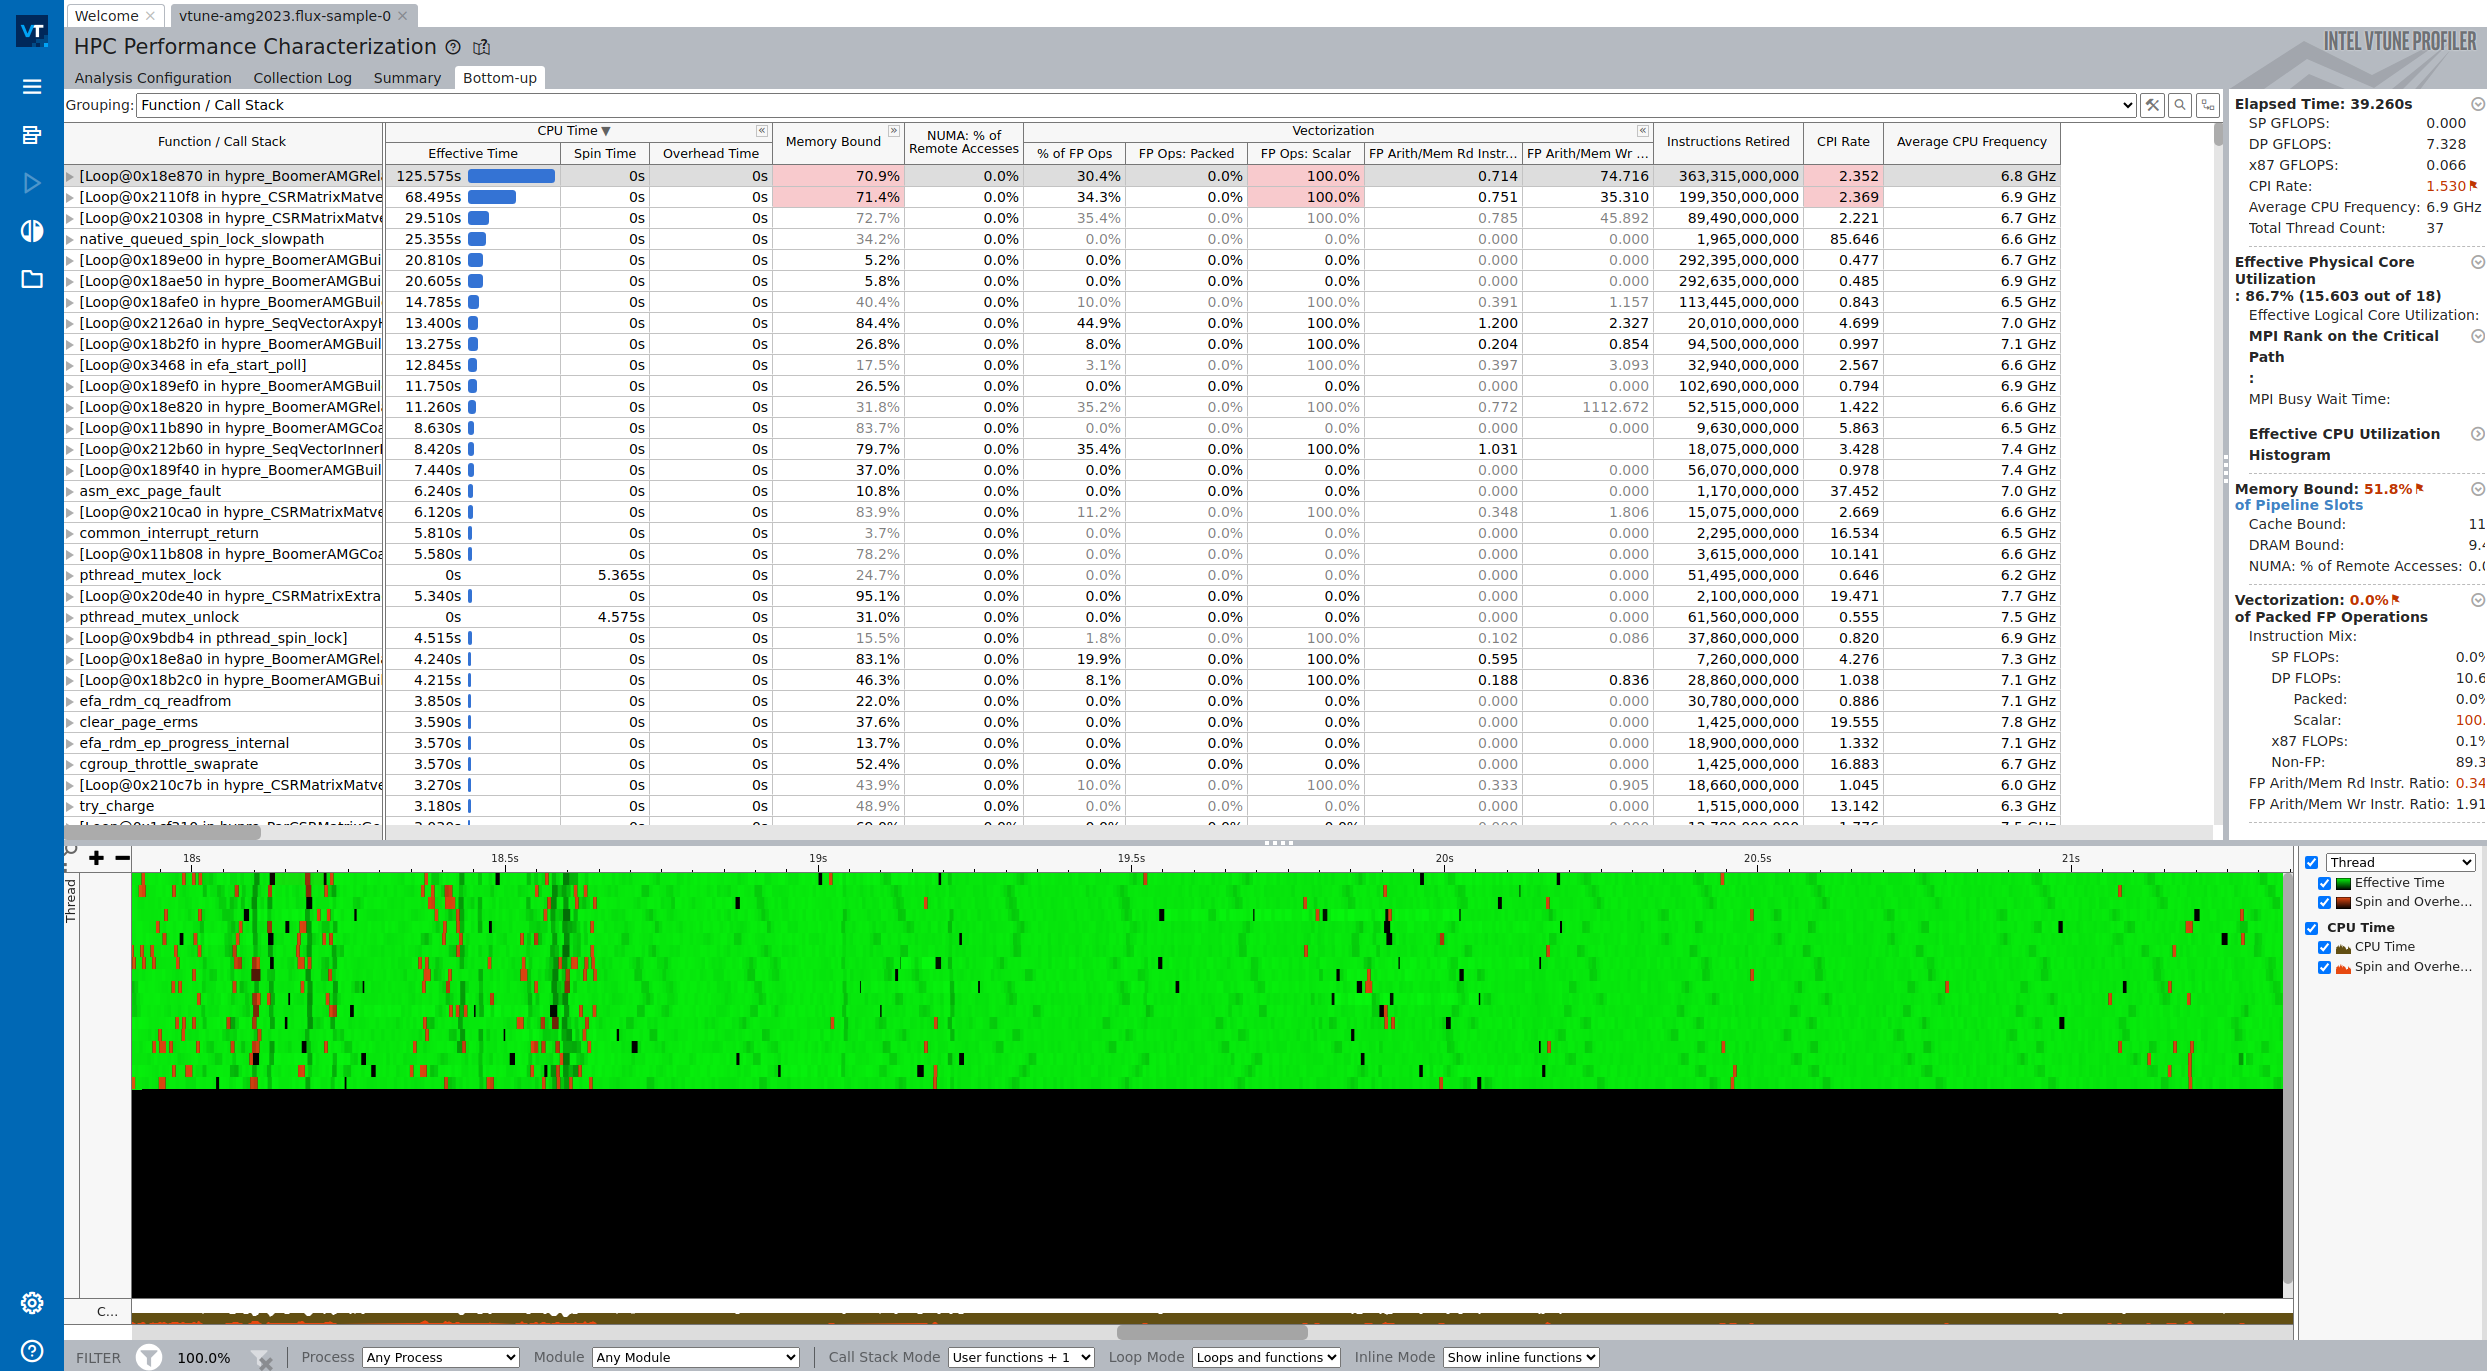 Welcome × vtune-amg2023.flux-sample-0 ×
VT
HPC Performance Characterization
INTEL VTUNE PROFILER
Analysis Configuration Collection Log Summary Bottom-up
Grouping: Function / Call Stack
Function / Call Stack CPU Time ▼ Memory Bound NUMA: % of Remote Accesses Vectorization Instructions Retired CPI Rate Average CPU Frequency
Effective Time Spin Time Overhead Time % of FP Ops FP Ops: Packed FP Ops: Scalar FP Arith/Mem Rd Instr... FP Arith/Mem Wr ...
[Loop@0x18e870 in hypre_BoomerAMGRel 125.575s 0s 0s 70.9% 0.0% 30.4% 0.0% 100.0% 0.714 74.716 363,315,000,000 2.352 6.8 GHz
[Loop@0x2110f8 in hypre_CSRMatrixMatve 68.495s 0s 0s 71.4% 0.0% 34.3% 0.0% 100.0% 0.751 35.310 199,350,000,000 2.369 6.9 GHz
[Loop@0x210308 in hypre_CSRMatrixMatve 29.510s 0s 0s 72.7% 0.0% 35.4% 0.0% 100.0% 0.785 45.892 89,490,000,000 2.221 6.7 GHz
native_queued_spin_lock_slowpath 25.355s 0s 0s 34.2% 0.0% 0.0% 0.0% 0.0% 0.000 0.000 1,965,000,000 85.646 6.6 GHz
[Loop@0x189e00 in hypre_BoomerAMGBui 20.810s 0s 0s 5.2% 0.0% 0.0% 0.0% 0.0% 0.000 0.000 292,395,000,000 0.477 6.7 GHz
[Loop@0x18ae50 in hypre_BoomerAMGBui 20.605s 0s 0s 5.8% 0.0% 0.0% 0.0% 0.0% 0.000 0.000 292,635,000,000 0.485 6.9 GHz
[Loop@0x18afe0 in hypre_BoomerAMGBuil 14.785s 0s 0s 40.4% 0.0% 10.0% 0.0% 100.0% 0.391 1.157 113,445,000,000 0.843 6.5 GHz
[Loop@0x2126a0 in hypre_SeqVectorAxpyH 13.400s 0s 0s 84.4% 0.0% 44.9% 0.0% 100.0% 1.200 2.327 20,010,000,000 4.699 7.0 GHz
[Loop@0x18b2f0 in hypre_BoomerAMGBuil 13.275s 0s 0s 26.8% 0.0% 8.0% 0.0% 100.0% 0.204 0.854 94,500,000,000 0.997 7.1 GHz
[Loop@0x3468 in efa_start_poll] 12.845s 0s 0s 17.5% 0.0% 3.1% 0.0% 100.0% 0.397 3.093 32,940,000,000 2.567 6.6 GHz
[Loop@0x189ef0 in hypre_BoomerAMGBuil 11.750s 0s 0s 26.5% 0.0% 0.0% 0.0% 0.0% 0.000 0.000 102,690,000,000 0.794 6.9 GHz
[Loop@0x18e820 in hypre_BoomerAMGRel 11.260s 0s 0s 31.8% 0.0% 35.2% 0.0% 100.0% 0.772 1112.672 52,515,000,000 1.422 6.6 GHz
[Loop@0x11b890 in hypre_BoomerAMGCoa 8.630s 0s 0s 83.7% 0.0% 0.0% 0.0% 0.0% 0.000 0.000 9,630,000,000 5.863 6.5 GHz
[Loop@0x212b60 in hypre_SeqVectorInnerI 8.420s 0s 0s 79.7% 0.0% 35.4% 0.0% 100.0% 1.031 18,075,000,000 3.428 7.4 GHz
[Loop@0x189f40 in hypre_BoomerAMGBuil 7.440s 0s 0s 37.0% 0.0% 0.0% 0.0% 0.0% 0.000 0.000 56,070,000,000 0.978 7.4 GHz
asm_exc_page_fault 6.240s 0s 0s 10.8% 0.0% 0.0% 0.0% 0.0% 0.000 0.000 1,170,000,000 37.452 7.0 GHz
[Loop@0x210ca0 in hypre_CSRMatrixMatve 6.120s 0s 0s 83.9% 0.0% 11.2% 0.0% 100.0% 0.348 1.806 15,075,000,000 2.669 6.6 GHz
common_interrupt_return 5.810s 0s 0s 3.7% 0.0% 0.0% 0.0% 0.0% 0.000 0.000 2,295,000,000 16.534 6.5 GHz
[Loop@0x11b808 in hypre_BoomerAMGCoa 5.580s 0s 0s 78.2% 0.0% 0.0% 0.0% 0.0% 0.000 0.000 3,615,000,000 10.141 6.6 GHz
pthread_mutex_lock 0s 5.365s 0s 24.7% 0.0% 0.0% 0.0% 0.0% 0.000 0.000 51,495,000,000 0.646 6.2 GHz
[Loop@0x20de40 in hypre_CSRMatrixExtra 5.340s 0s 0s 95.1% 0.0% 0.0% 0.0% 0.0% 0.000 0.000 2,100,000,000 19.471 7.7 GHz
pthread_mutex_unlock 0s 4.575s 0s 31.0% 0.0% 0.0% 0.0% 0.0% 0.000 0.000 61,560,000,000 0.555 7.5 GHz
[Loop@0x9bdb4 in pthread_spin_lock] 4.515s 0s 0s 15.5% 0.0% 1.8% 0.0% 100.0% 0.102 0.086 37,860,000,000 0.820 6.9 GHz
[Loop@0x18e8a0 in hypre_BoomerAMGRel 4.240s 0s 0s 83.1% 0.0% 19.9% 0.0% 100.0% 0.595 7,260,000,000 4.276 7.3 GHz
[Loop@0x18b2c0 in hypre_BoomerAMGBui 4.215s 0s 0s 46.3% 0.0% 8.1% 0.0% 100.0% 0.188 0.836 28,860,000,000 1.038 7.1 GHz
efa_rdm_cq_readfrom 3.850s 0s 0s 22.0% 0.0% 0.0% 0.0% 0.0% 0.000 0.000 30,780,000,000 0.886 7.1 GHz
clear_page_erms 3.590s 0s 0s 37.6% 0.0% 0.0% 0.0% 0.0% 0.000 0.000 1,425,000,000 19.555 7.8 GHz
efa_rdm_ep_progress_internal 3.570s 0s 0s 13.7% 0.0% 0.0% 0.0% 0.0% 0.000 0.000 18,900,000,000 1.332 7.1 GHz
cgroup_throttle_swaprate 3.570s 0s 0s 52.4% 0.0% 0.0% 0.0% 0.0% 0.000 0.000 1,425,000,000 16.883 6.7 GHz
[Loop@0x210c7b in hypre_CSRMatrixMatve 3.270s 0s 0s 43.9% 0.0% 10.0% 0.0% 100.0% 0.333 0.905 18,660,000,000 1.045 6.0 GHz
try_charge 3.180s 0s 0s 48.9% 0.0% 0.0% 0.0% 0.0% 0.000 0.000 1,515,000,000 13.142 6.3 GHz
Elapsed Time: 39.260s
SP GFLOPS: 0.000
DP GFLOPS: 7.328
x87 GFLOPS: 0.066
CPI Rate: 1.530
Average CPU Frequency: 6.9 GHz
Total Thread Count: 37
Effective Physical Core
Utilization
: 86.7% (15.603 out of 18)
Effective Logical Core Utilization:
MPI Rank on the Critical
Path
:
MPI Busy Wait Time:
Effective CPU Utilization
Histogram
Memory Bound: 51.8%
of Pipeline Slots
Cache Bound: 11
DRAM Bound: 9.4
NUMA: % of Remote Accesses: 0.0
Vectorization: 0.0%
of Packed FP Operations
Instruction Mix:
SP FLOPs: 0.0%
DP FLOPs: 10.6
Packed: 0.0%
Scalar: 100.
x87 FLOPs: 0.1%
Non-FP: 89.3
FP Arith/Mem Rd Instr. Ratio: 0.34
FP Arith/Mem Wr Instr. Ratio: 1.91
18s 18.5s 19s 19.5s 20s 20.5s 21s
Thread
C...
Thread
Effective Time
Spin and Overhe...
CPU Time
CPU Time
Spin and Overhe...
FILTER 100.0% Process Any Process Module Any Module Call Stack Mode User functions + 1 Loop Mode Loops and functions Inline Mode Show inline functions